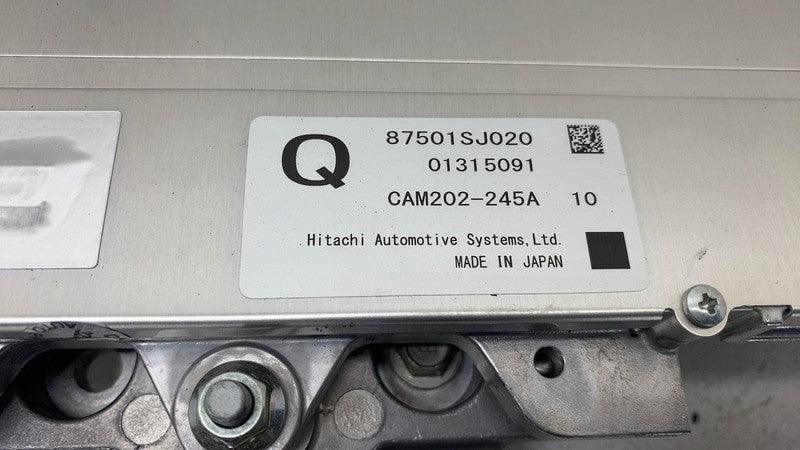 Q
87501SJ020
01315091
CAM202-245A 10
Hitachi Automotive Systems,Ltd.
MADE IN JAPAN